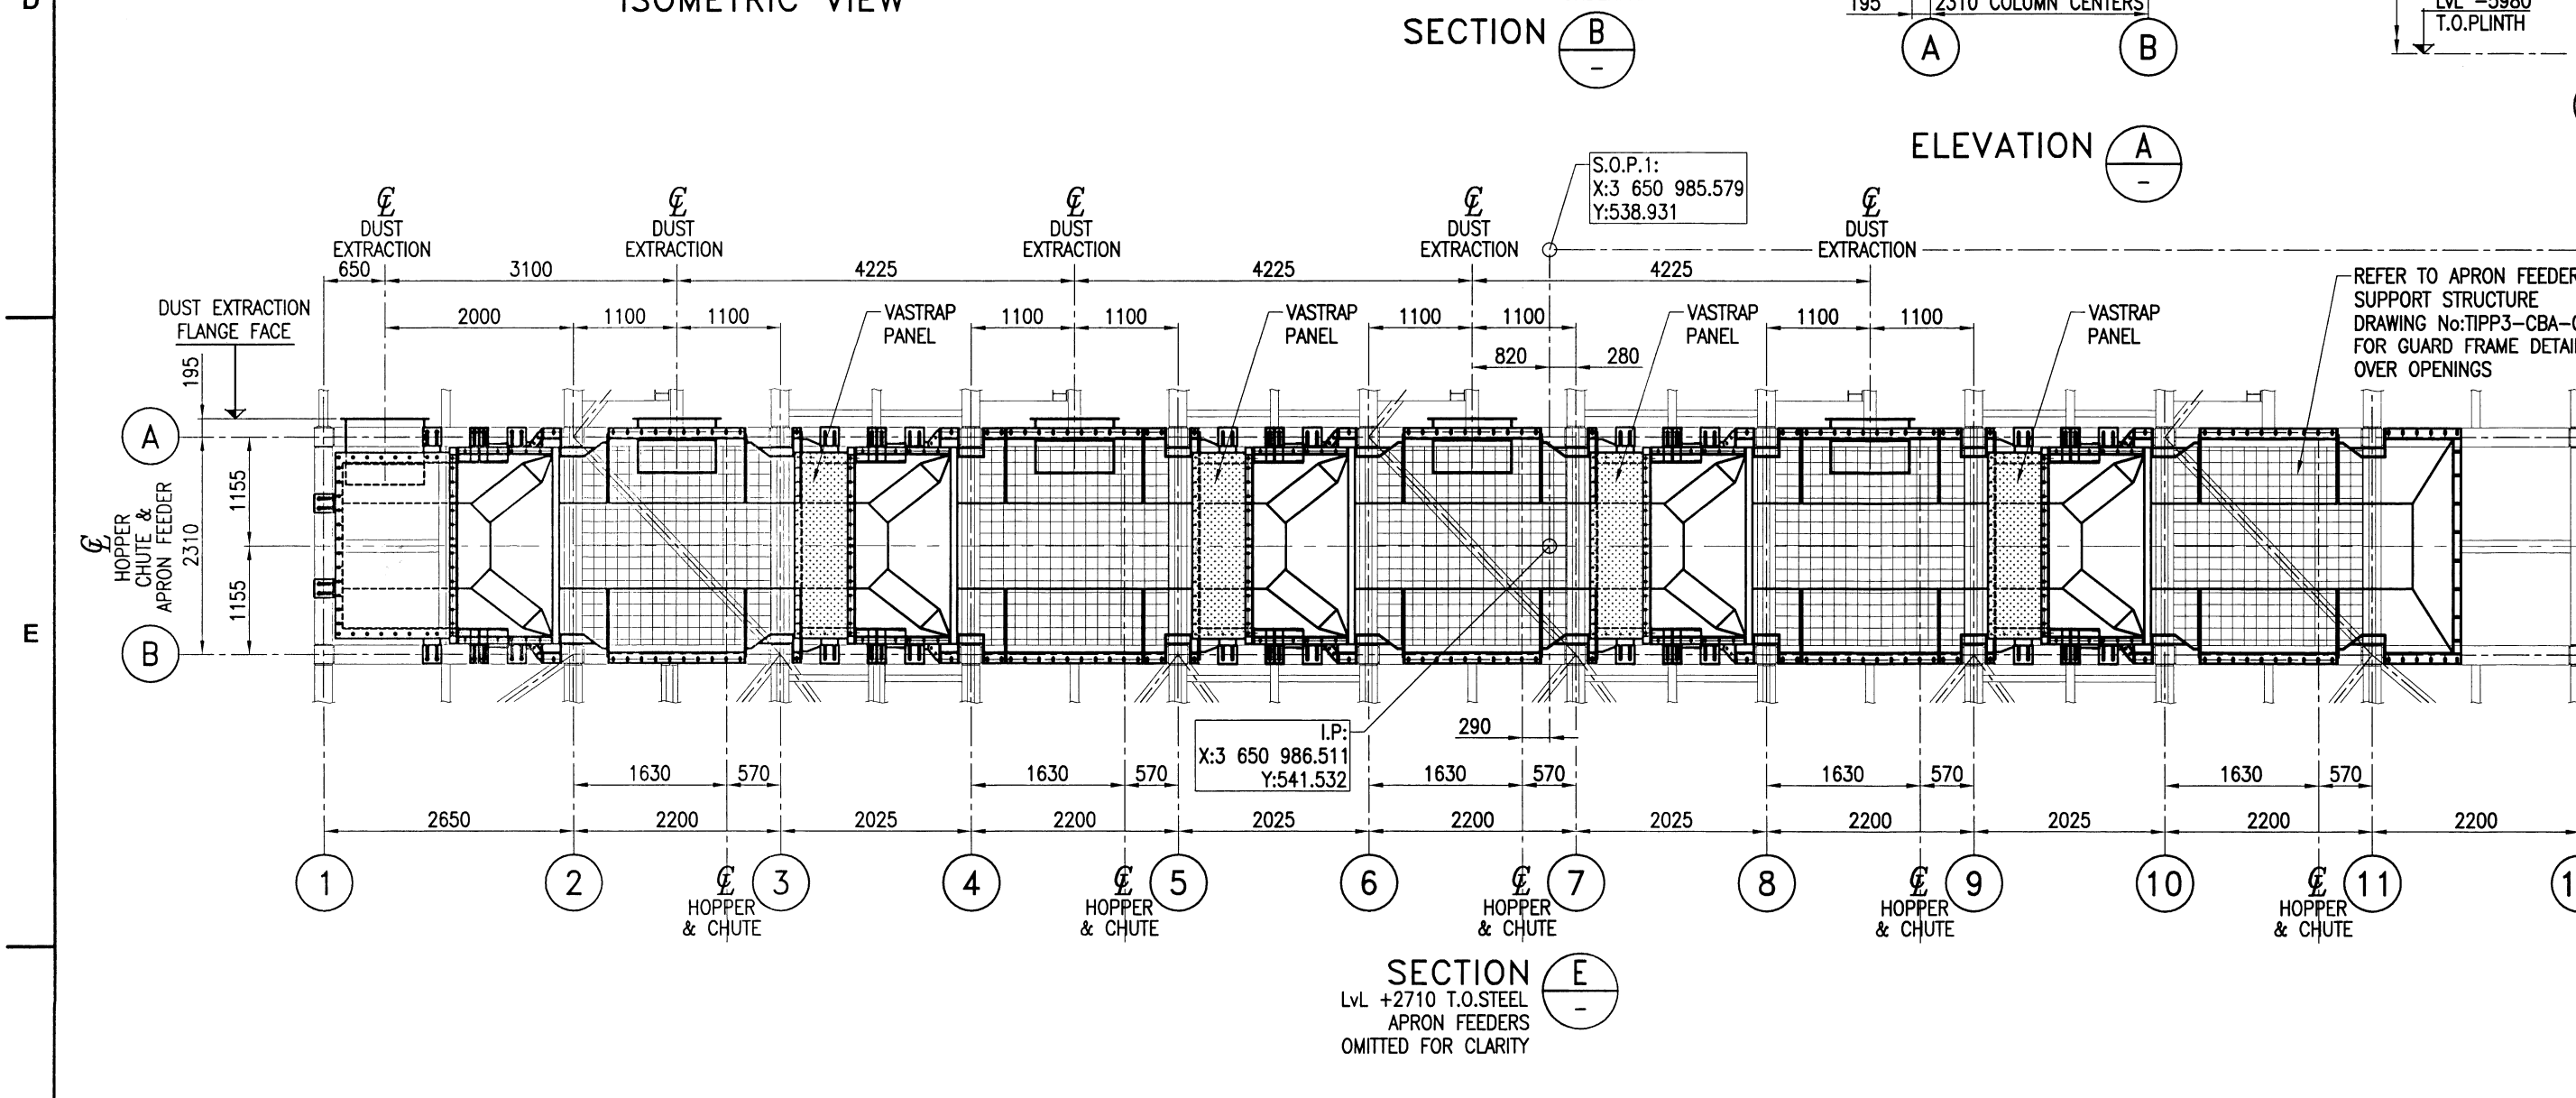 D
ISOMETRIC VIEW
SECTION B
-
195
2310 COLUMN CENTERS
A
B
LvL -5980
T.O.PLINTH
ELEVATION A
-
S.O.P.1:
X:3 650 985.579
Y:538.931
℄
DUST
EXTRACTION
℄
DUST
EXTRACTION
℄
DUST
EXTRACTION
℄
DUST
EXTRACTION
℄
DUST
EXTRACTION
650 3100 4225 4225 4225
DUST EXTRACTION
FLANGE FACE
2000 1100 1100 1100 1100 1100 1100 1100 1100
VASTRAP
PANEL
VASTRAP
PANEL
VASTRAP
PANEL
VASTRAP
PANEL
820 280
REFER TO APRON FEEDER
SUPPORT STRUCTURE
DRAWING No:TIPP3-CBA-
FOR GUARD FRAME
OVER OPENINGS
195
A
B
℄
HOPPER
CHUTE &
APRON FEEDER
2310
1155
1155
E
I.P:
X:3 650 986.511
Y:541.532
290
1630 570 1630 570 1630 570 1630 570 1630 570
2650 2200 2025 2200 2025 2200 2025 2200 2025 2200 2200
1 2 3 4 5 6 7 8 9 10 11
℄
HOPPER
& CHUTE
℄
HOPPER
& CHUTE
℄
HOPPER
& CHUTE
℄
HOPPER
& CHUTE
℄
HOPPER
& CHUTE
SECTION E
-
LvL +2710 T.O.STEEL
APRON FEEDERS
OMITTED FOR CLARITY